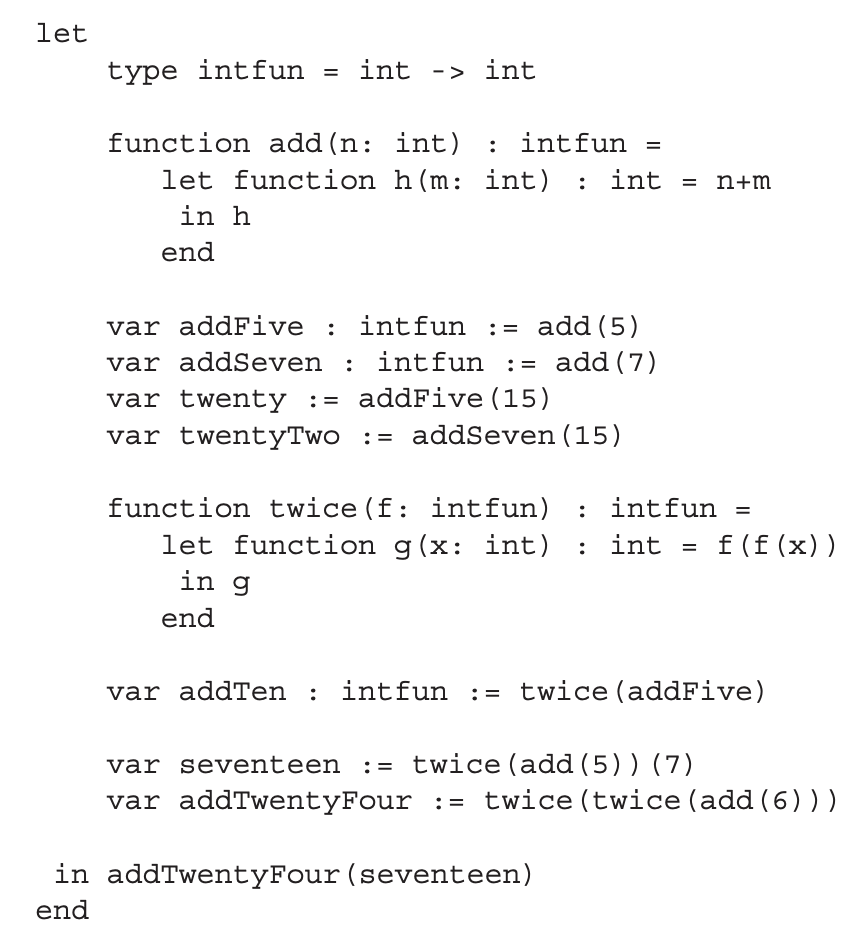 let
type intfun = int -> int
function add(n: int) : intfun =
let function h(m: int) : int = n+m
in h
end
var addFive : intfun := add(5)
var addSeven : intfun := add(7)
var twenty := addFive(15)
var twentyTwo := addSeven(15)
function twice(f: intfun) : intfun =
let function g(x: int) : int = f(f(x))
in g
end
var addTen : intfun := twice(addFive)
var seventeen := twice(add(5))(7)
var addTwentyFour := twice(twice(add(6)))
in addTwentyFour(seventeen)
end